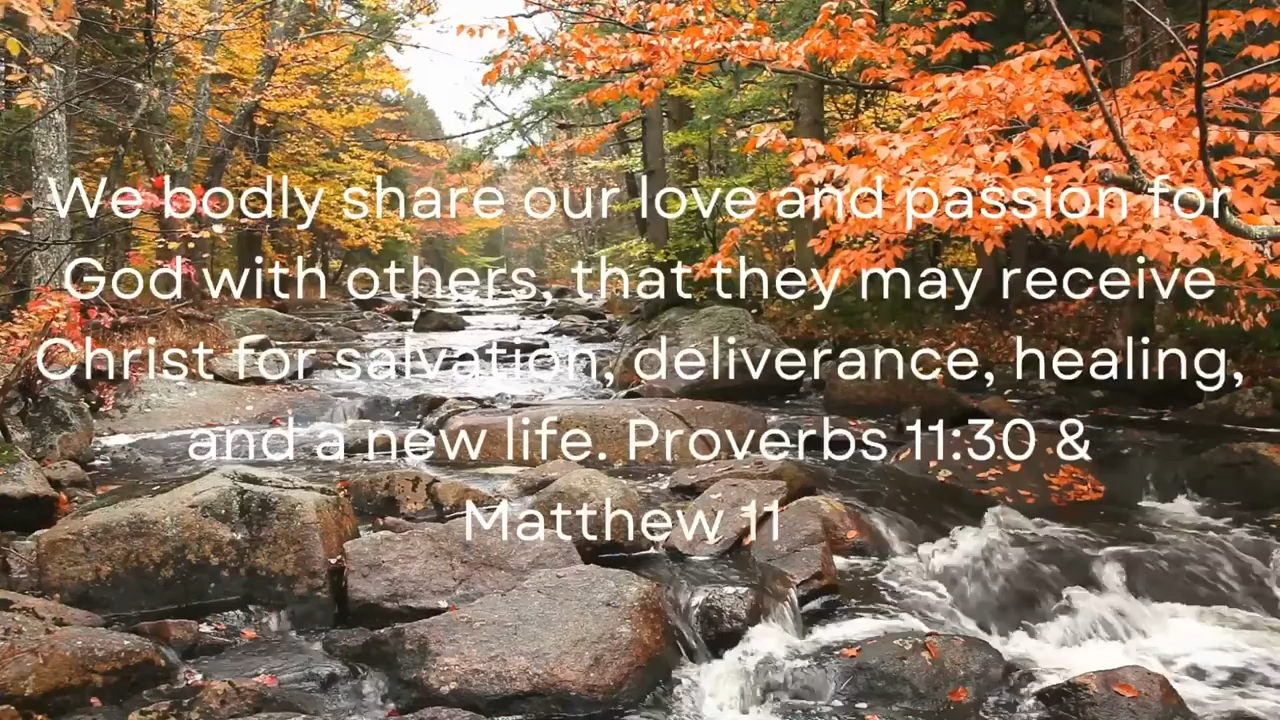 We bodly share our love and passion for
God with others, that they may receive
Christ for salvation, deliverance, healing,
and a new life. Proverbs 11:30 &
Matthew 11